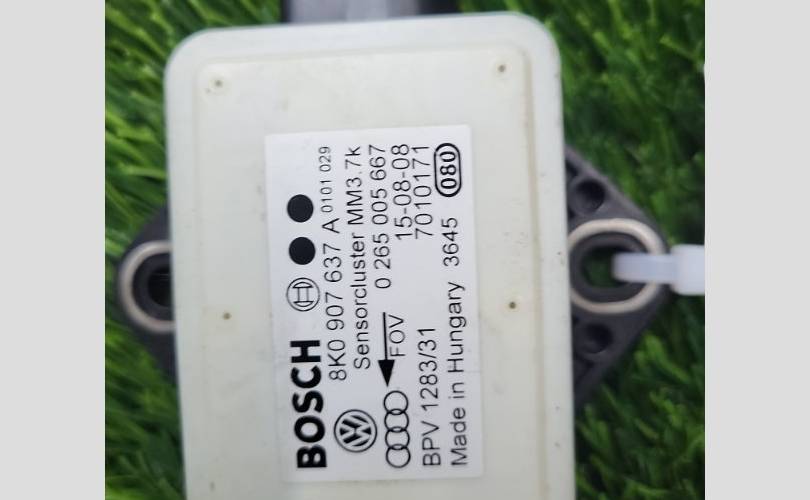 BOSCH
8K0 907 637 A 0101 029
Sensorcluster MM3.7k
FOV 0 265 005 667
15-08-08
BPV 1283/31 7010171
Made in Hungary 3645 080